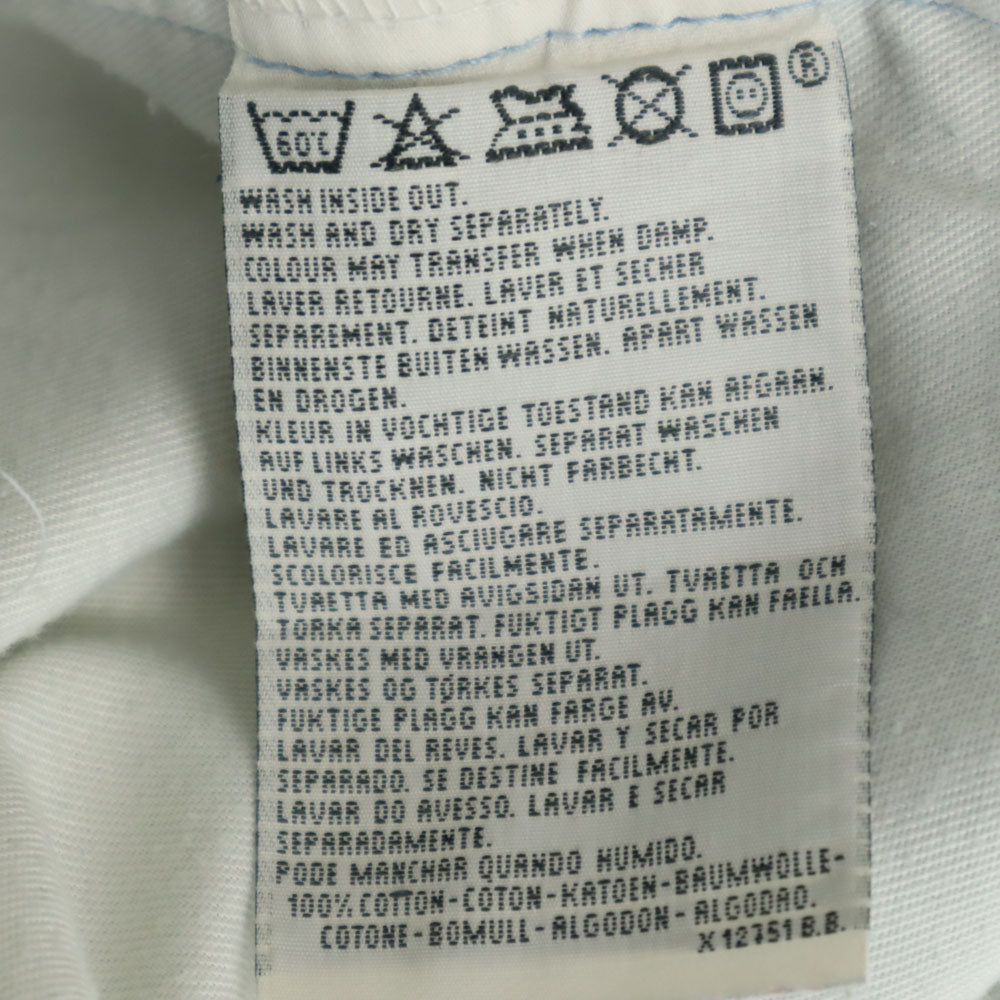 60°C ®
WASH INSIDE OUT.
WASH AND DRY SEPARATELY.
COLOUR MAY TRANSFER WHEN DAMP.
LAVER RETOURNE. LAVER ET SECHER
SEPAREMENT. DETEINT NATURELLEMENT.
BINNENSTE BUITEN WASSEN. APART WASSEN
EN DROGEN.
KLEUR IN VOCHTIGE TOESTAND KAN AFGAAN.
AUF LINKS WASCHEN. SEPARAT WASCHEN
UND TROCKNEN. NICHT FARBECHT.
LAVARE AL ROVESCIO.
LAVARE ED ASCIUGARE SEPARATAMENTE.
SCOLORISCE FACILMENTE.
TVAETTA MED AVIGSIDAN UT. TVAETTA OCH
TORKA SEPARAT. FUKTIGT PLAGG KAN FAELLA.
VASKES MED VRANGEN UT.
VASKES OG TØRKES SEPARAT.
FUKTIGE PLAGG KAN FARGE AV.
LAVAR DEL REVES. LAVAR Y SECAR POR
SEPARADO. SE DESTINE FACILMENTE.
LAVAR DO AVESSO. LAVAR E SECAR
SEPARADAMENTE.
PODE MANCHAR QUANDO HUMIDO.
100% COTTON-COTON-KATOEN-BAUMWOLLE-
COTONE-BOMULL-ALGODON-ALGODAO.
X 12751 B.B.